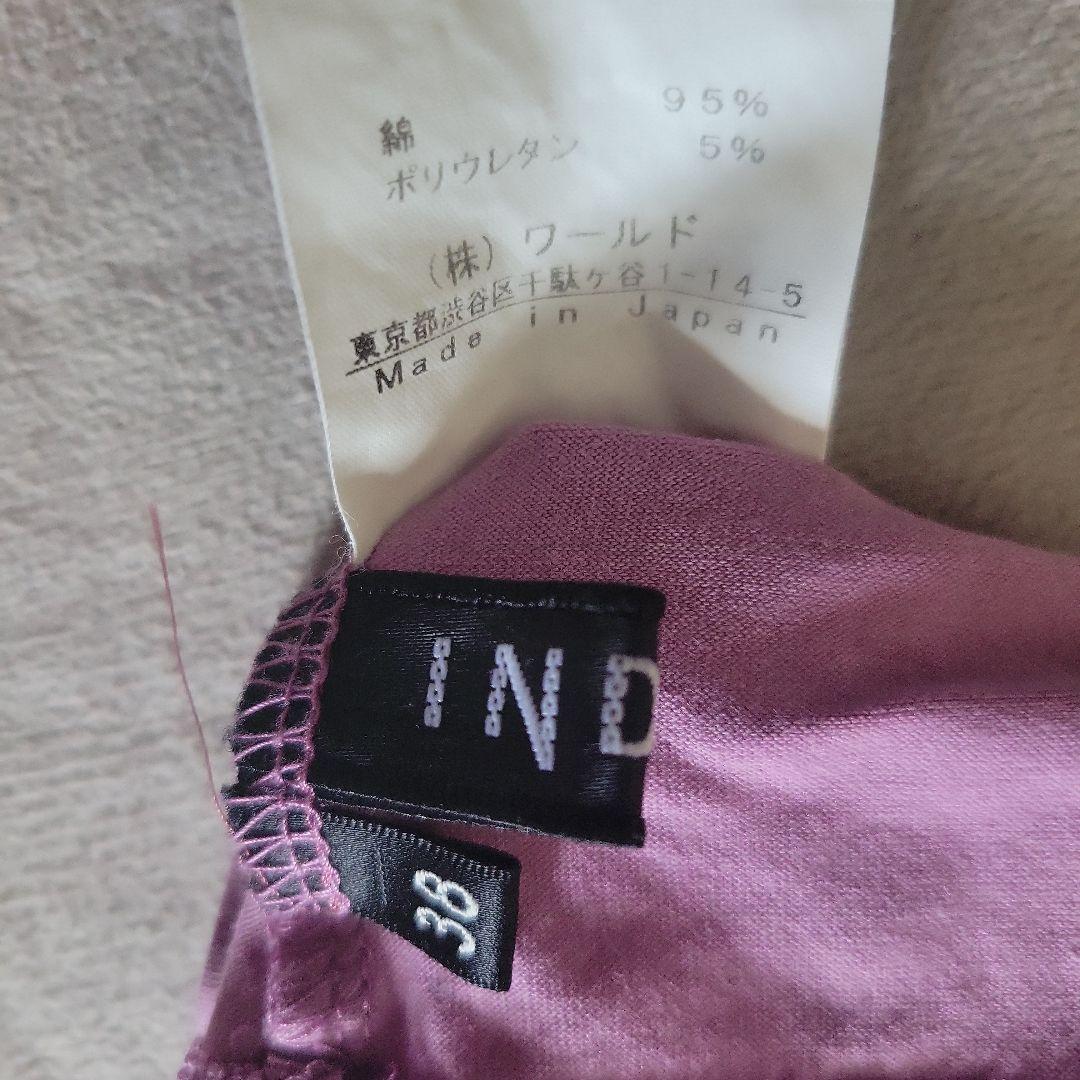 綿 95%
ポリウレタン 5%
(株) ワールド
東京都渋谷区千駄ケ谷1-14-5
Made in Japan
IND
38